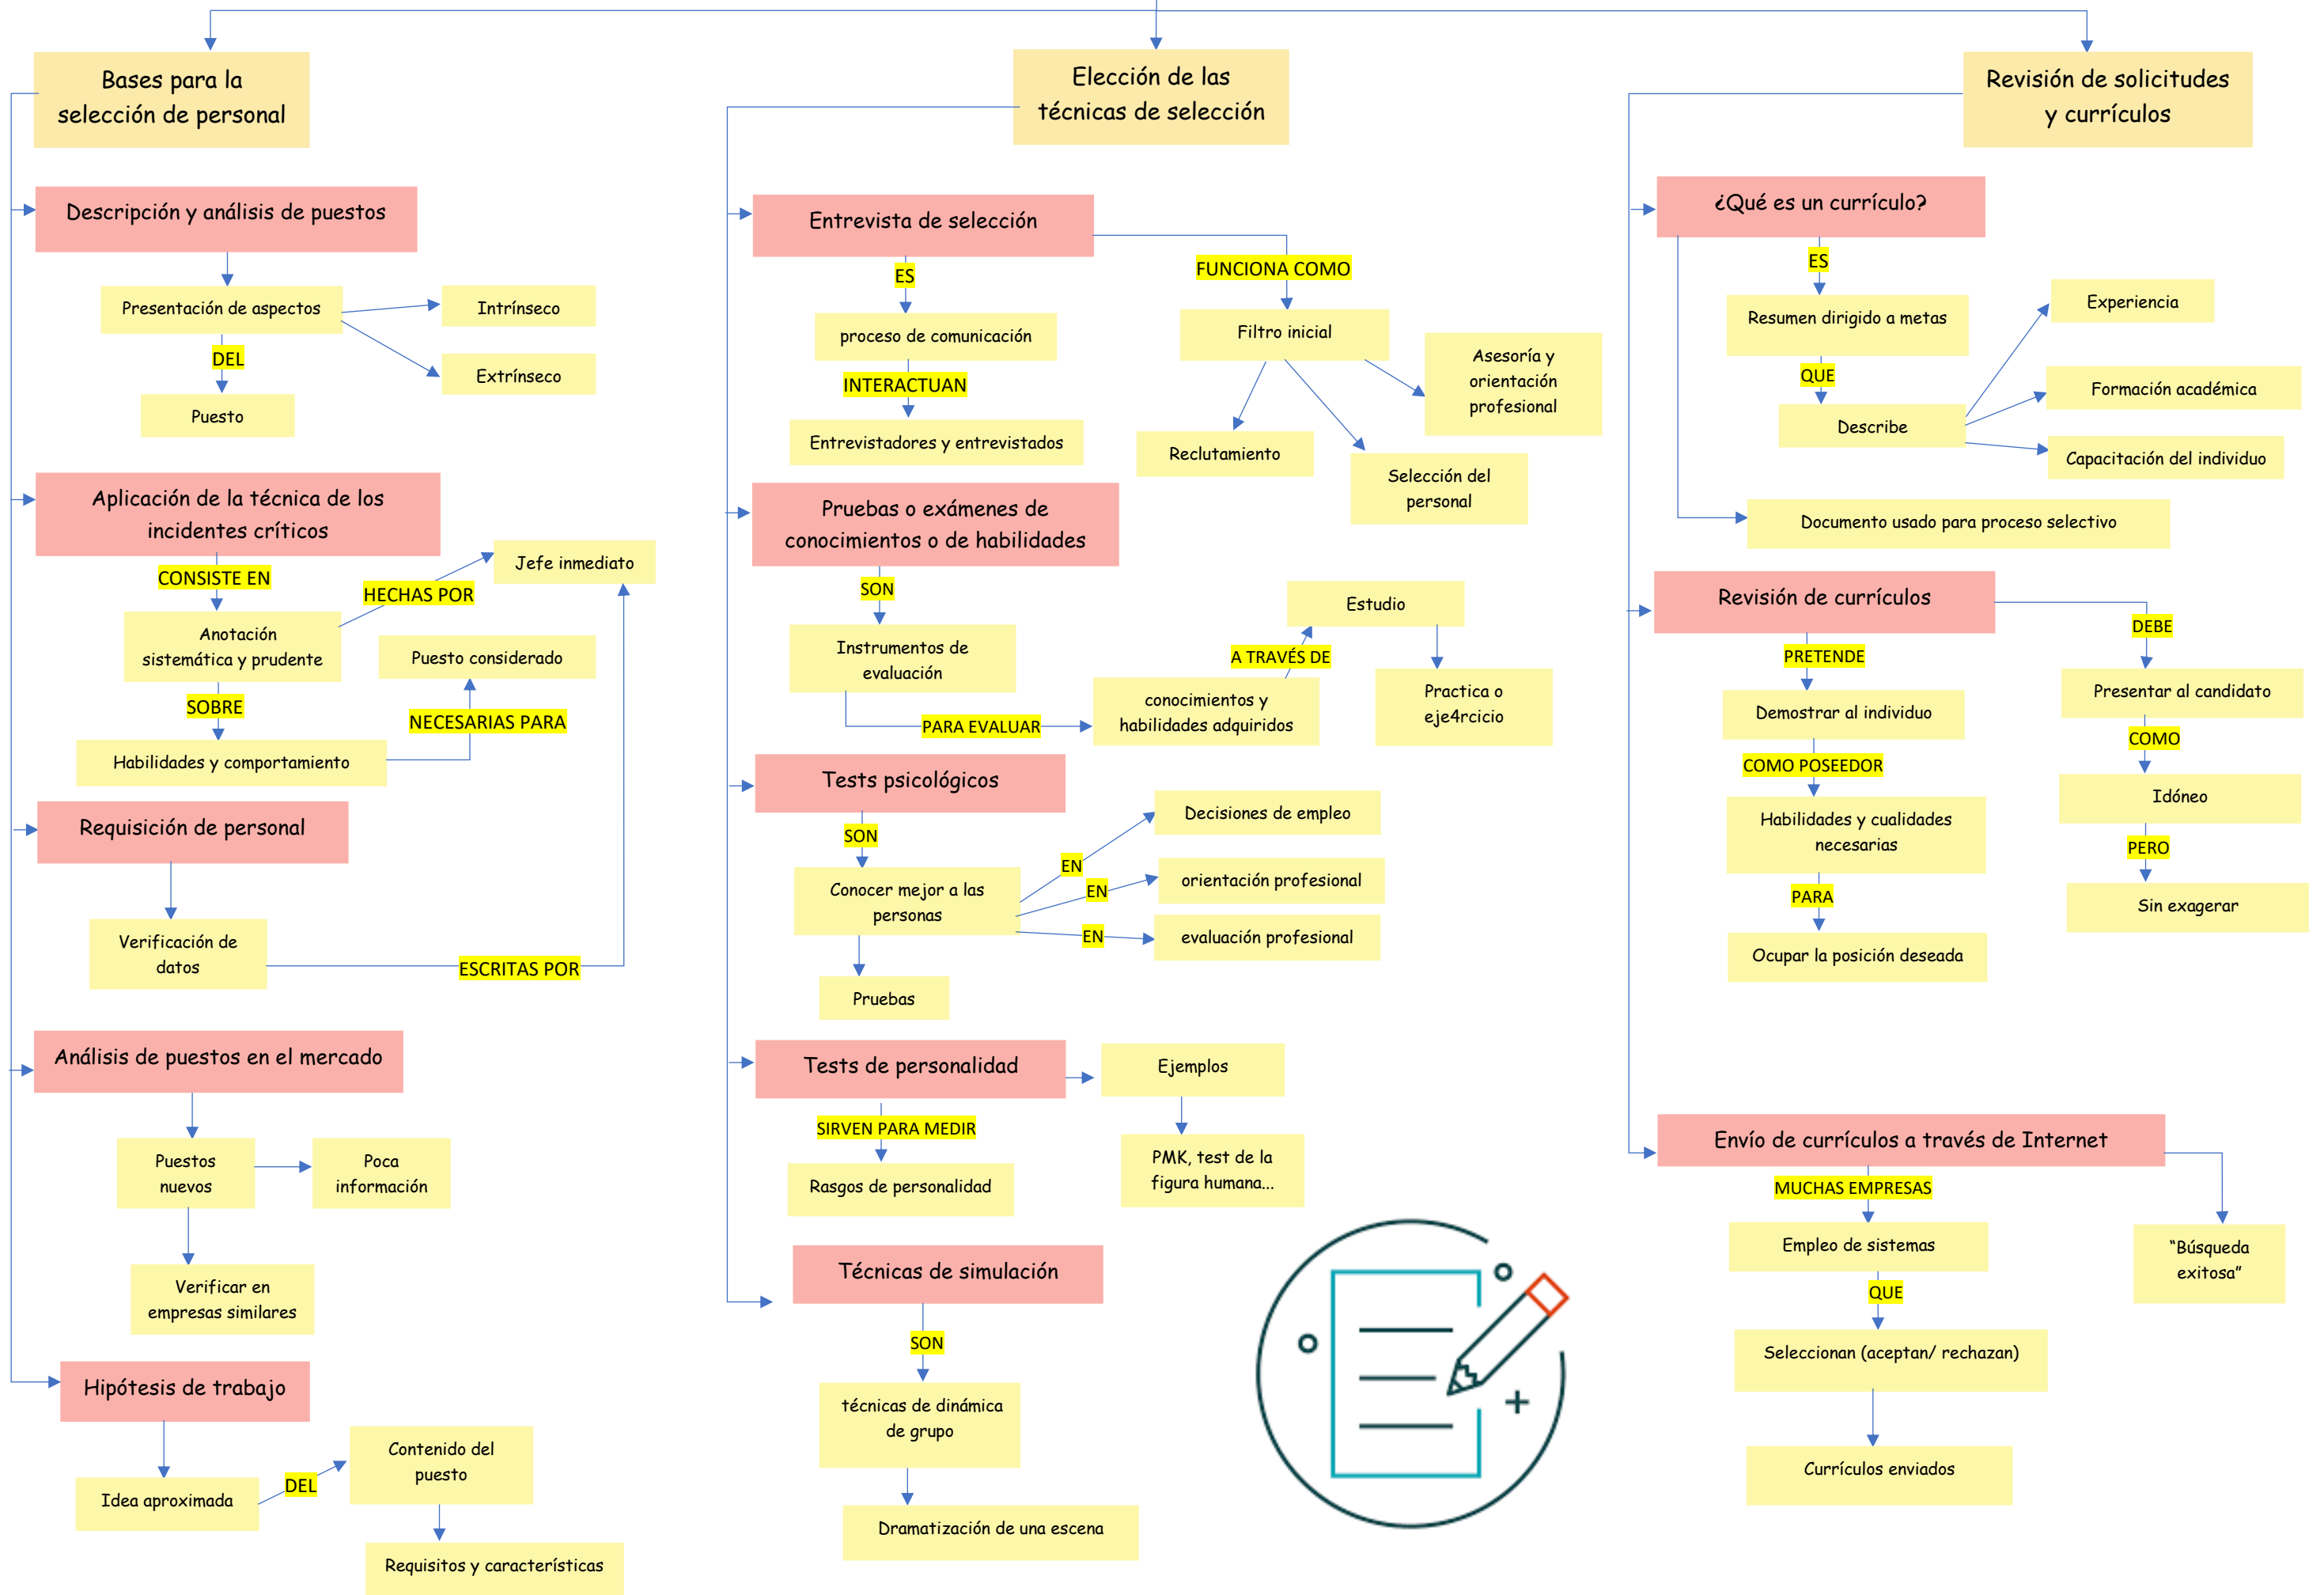 Bases para la
selección de personal
Descripción y análisis de puestos
Presentación de aspectos
Intrínseco
Extrínseco
DEL
Puesto
Aplicación de la técnica de los
incidentes críticos
CONSISTE EN
HECHAS POR
Jefe inmediato
Anotación
sistemática y prudente
SOBRE
Puesto considerado
NECESARIAS PARA
Habilidades y comportamiento
Requisición de personal
Verificación de
datos
ESCRITAS POR
Análisis de puestos en el mercado
Puestos
nuevos
Poca
información
Verificar en
empresas similares
Hipótesis de trabajo
Idea aproximada
DEL
Contenido del
puesto
Requisitos y características
Elección de las
técnicas de selección
Entrevista de selección
ES
proceso de comunicación
INTERACTUAN
Entrevistadores y entrevistados
FUNCIONA COMO
Filtro inicial
Reclutamiento
Selección del
personal
Asesoría y
orientación
profesional
Pruebas o exámenes de
conocimientos o de habilidades
SON
Instrumentos de
evaluación
PARA EVALUAR
conocimientos y
habilidades adquiridos
A TRAVÉS DE
Estudio
Practica o
eje4rcicio
Tests psicológicos
SON
Conocer mejor a las
personas
EN
Decisiones de empleo
EN
orientación profesional
EN
evaluación profesional
Pruebas
Tests de personalidad
Ejemplos
SIRVEN PARA MEDIR
Rasgos de personalidad
PMK, test de la
figura humana...
Técnicas de simulación
SON
técnicas de dinámica
de grupo
Dramatización de una escena
Revisión de solicitudes
y currículos
¿Qué es un currículo?
ES
Resumen dirigido a metas
QUE
Describe
Experiencia
Formación académica
Capacitación del individuo
Documento usado para proceso selectivo
Revisión de currículos
PRETENDE
Demostrar al individuo
COMO POSEEDOR
Habilidades y cualidades
necesarias
PARA
Ocupar la posición deseada
DEBE
Presentar al candidato
COMO
Idóneo
PERO
Sin exagerar
Envío de currículos a través de Internet
MUCHAS EMPRESAS
Empleo de sistemas
QUE
Seleccionan (aceptan/ rechazan)
Currículos enviados
“Búsqueda
exitosa”